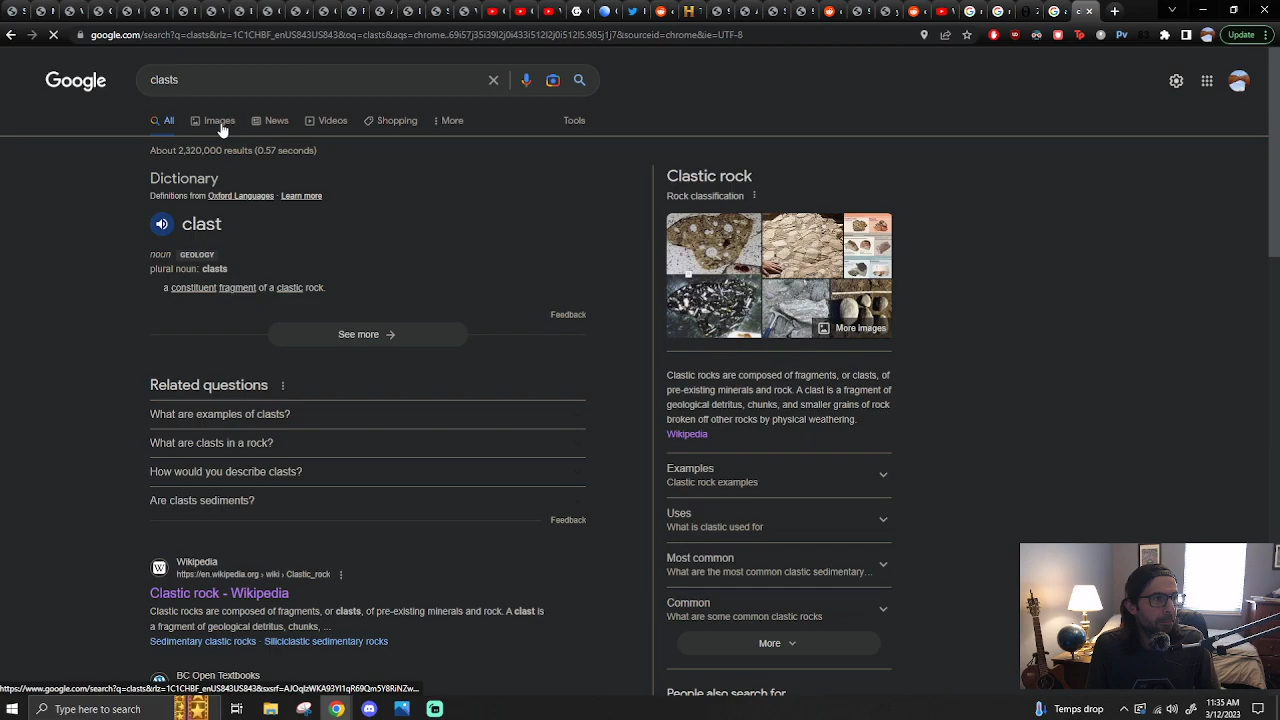 google.com/search?q=clasts&rlz=1C1CHBF_enUS843US843&oq=clasts&aqs=chrome..69i57j35i39l2j0i433i512l2j0i512l5.985j1j7&sourceid=chrome&ie=UTF-8
Update
Google
clasts
All
Images
News
Videos
Shopping
More
Tools
About 2,320,000 results (0.57 seconds)
Dictionary
Definitions from Oxford Languages · Learn more
clast
noun GEOLOGY
plural noun: clasts
a constituent fragment of a clastic rock.
Feedback
See more
Related questions
What are examples of clasts?
What are clasts in a rock?
How would you describe clasts?
Are clasts sediments?
Feedback
Wikipedia
https://en.wikipedia.org › wiki › Clastic_rock
Clastic rock - Wikipedia
Clastic rocks are composed of fragments, or clasts, of pre-existing minerals and rock. A clast is
a fragment of geological detritus, chunks, ...
Sedimentary clastic rocks · Siliciclastic sedimentary rocks
BC Open Textbooks
Clastic rock
Rock classification
More images
Clastic rocks are composed of fragments, or clasts, of
pre-existing minerals and rock. A clast is a fragment of
geological detritus, chunks, and smaller grains of rock
broken off other rocks by physical weathering.
Wikipedia
Examples
Clastic rock examples
Uses
What is clastic used for
Most common
What are the most common clastic sedimentary...
Common
What are some common clastic rocks
More
People also search for
Type here to search
Temps drop
11:35 AM
3/12/2023